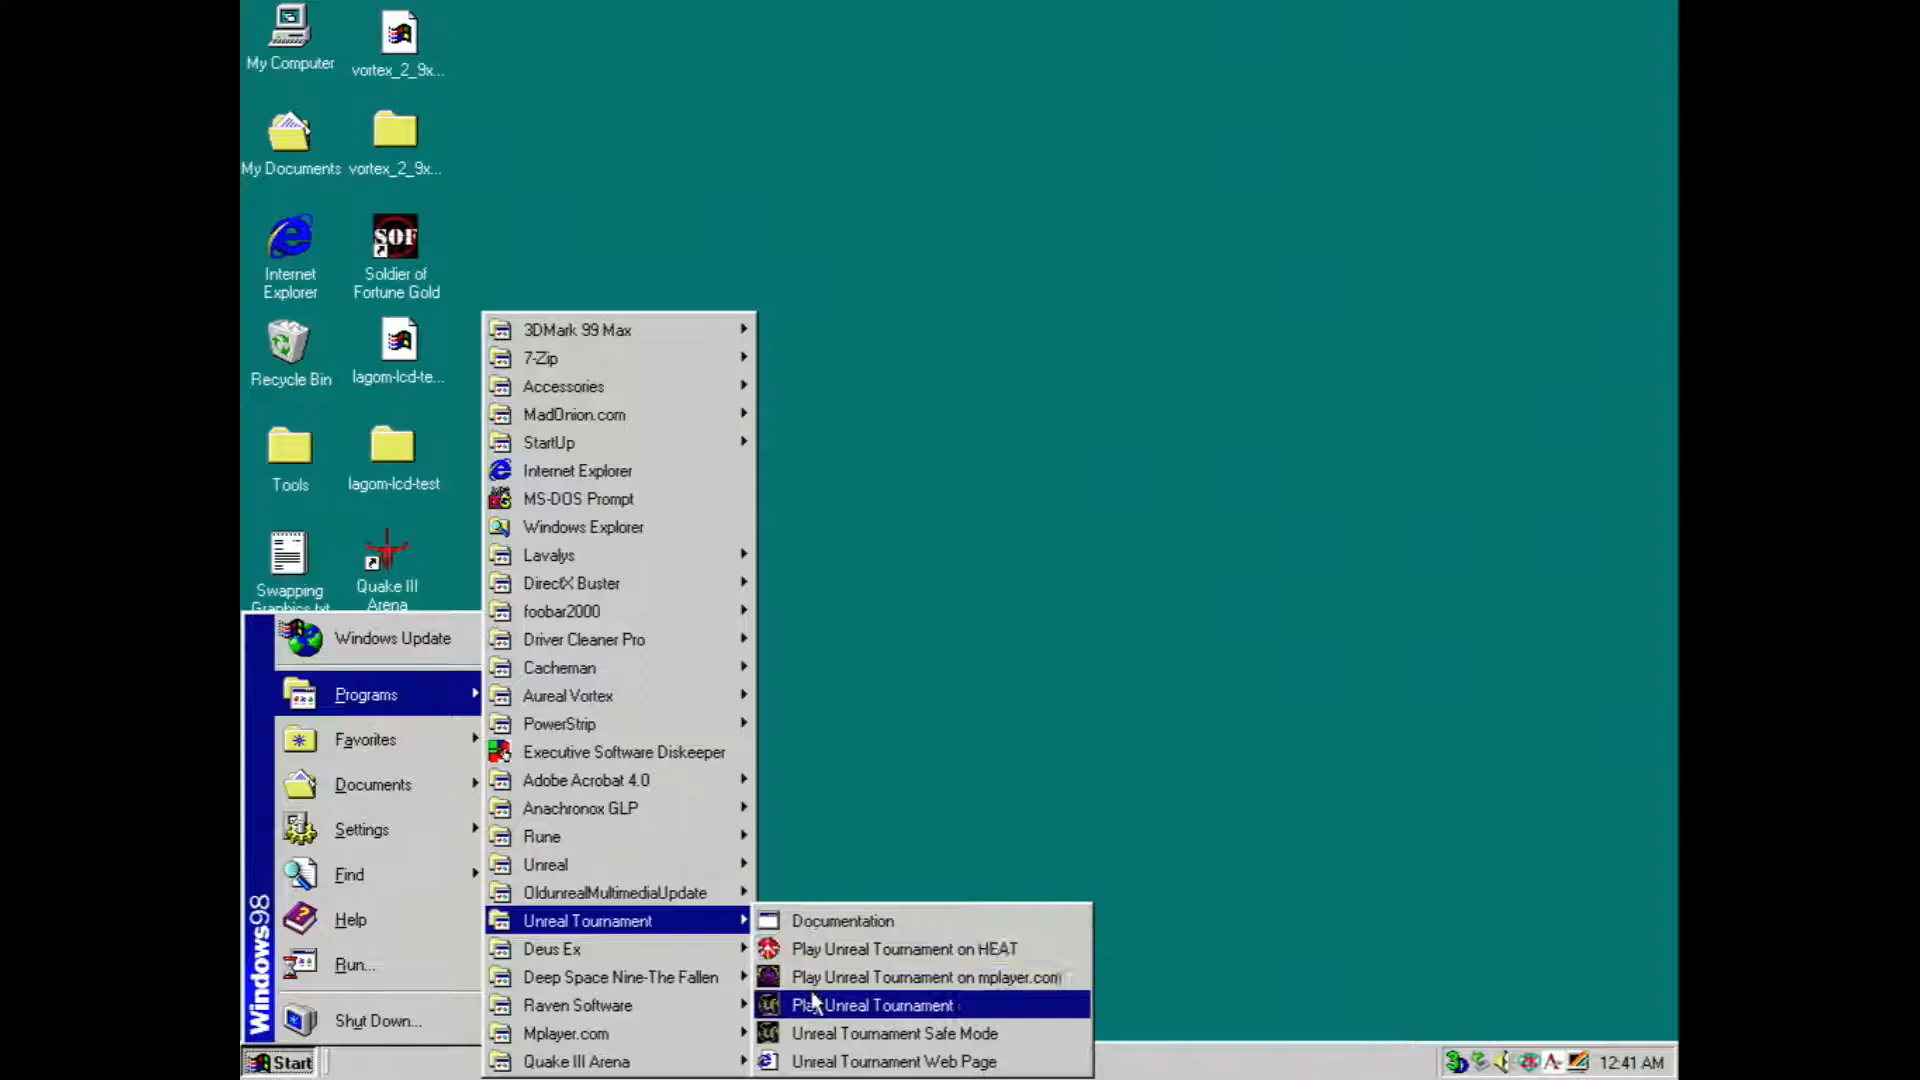 My Computer
vortex_2_9x...
My Documents
vortex_2_9x...
Internet
Explorer
SOF
Soldier of
Fortune Gold
Recycle Bin
lagom-lcd-te...
Tools
lagom-lcd-test
Swapping
Graphics.txt
Quake III
Arena
Windows98
Windows Update
Programs
Favorites
Documents
Settings
Find
Help
Run...
Shut Down...
3DMark 99 Max
7-Zip
Accessories
MadOnion.com
StartUp
Internet Explorer
MS-DOS Prompt
Windows Explorer
Lavalys
DirectX Buster
foobar2000
Driver Cleaner Pro
Cacheman
Aureal Vortex
PowerStrip
Executive Software Diskeeper
Adobe Acrobat 4.0
Anachronox GLP
Rune
Unreal
OldunrealMultimediaUpdate
Unreal Tournament
Deus Ex
Deep Space Nine-The Fallen
Raven Software
Mplayer.com
Quake III Arena
Documentation
Play Unreal Tournament on HEAT
Play Unreal Tournament on mplayer.com
Play Unreal Tournament
Unreal Tournament Safe Mode
Unreal Tournament Web Page
Start
12:41 AM